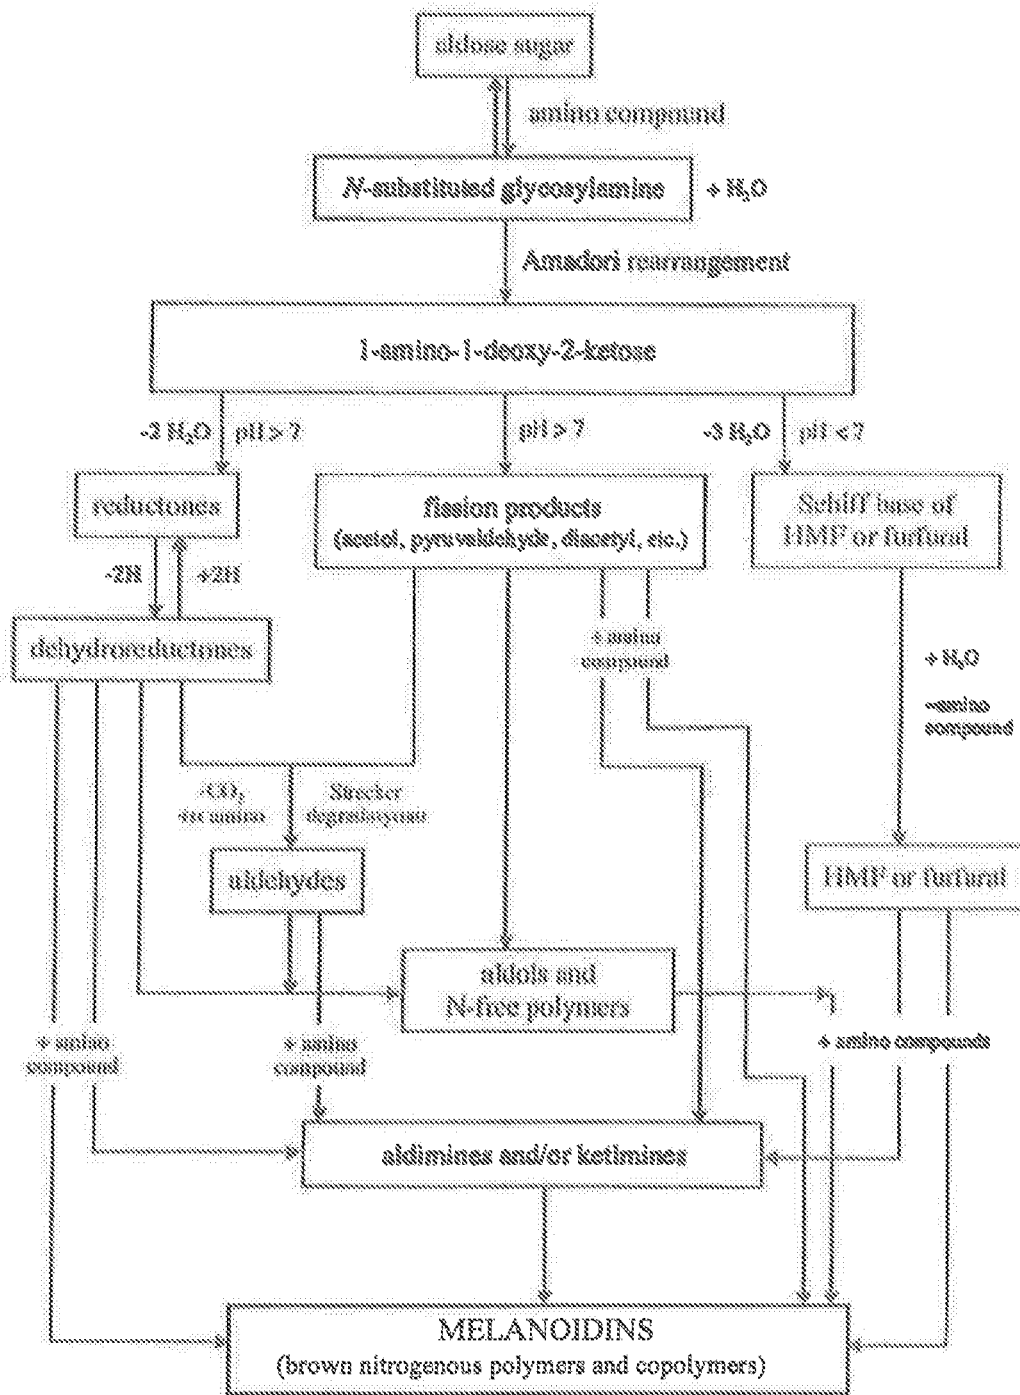 aldose sugar
amino compound
N-substituted glycosylamine
+ H₂O
Amadori rearrangement
1-amino-1-deoxy-2-ketose
-2 H₂O
pH > 7
pH > 7
-3 H₂O
pH < 7
reductones
fission products
(acetol, pyruvaldehyde, diacetyl, etc.)
Schiff base of
HMF or furfural
-2H
+2H
dehydroreductones
+ amino
compound
+ H₂O
-amino
compound
-CO₂
amino
Strecker
aldehydes
HMF or furfural
aldols and
N-free polymers
+ amino
compound
+ amino
compound
+ amino compounds
aldimines and/or ketimines
MELANOIDINS
(brown nitrogenous polymers and copolymers)